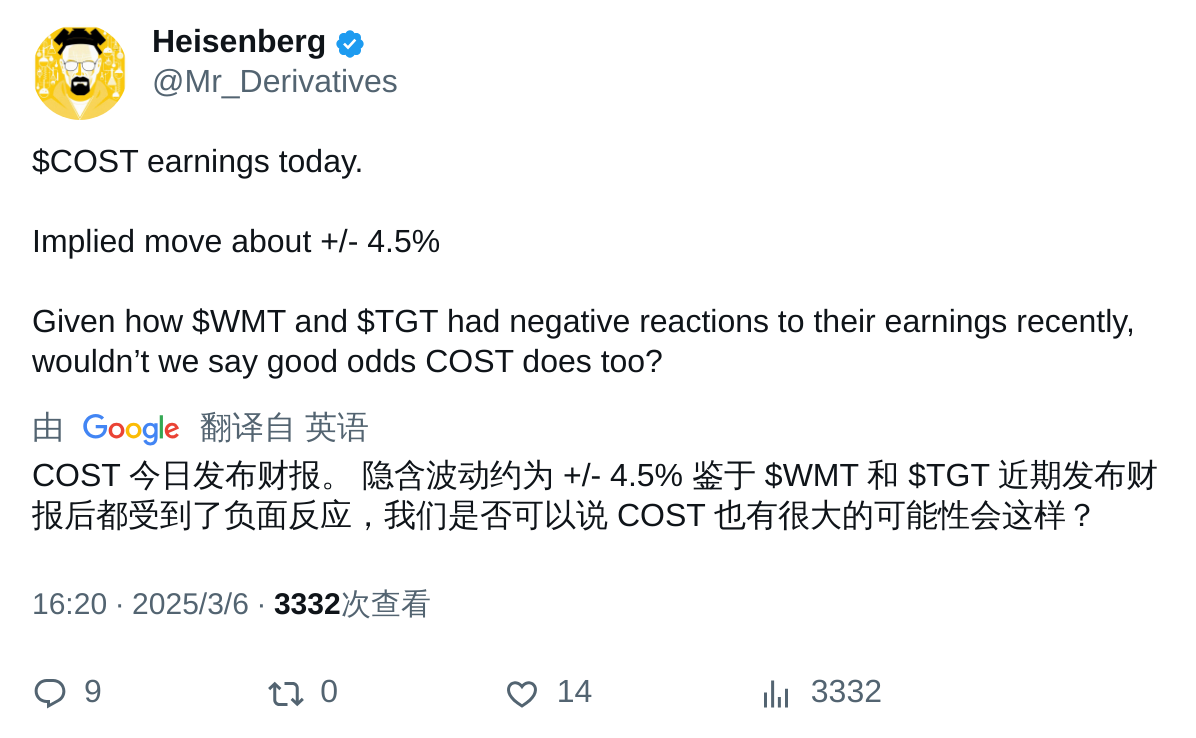 Heisenberg
@Mr_Derivatives
$COST earnings today.
Implied move about +/- 4.5%
Given how $WMT and $TGT had negative reactions to their earnings recently,
wouldn’t we say good odds COST does too?
由 Google 翻译自 英语
COST 今日发布财报。 隐含波动约为 +/- 4.5% 鉴于 $WMT 和 $TGT 近期发布财
报后都受到了负面反应，我们是否可以说 COST 也有很大的可能性会这样？
16:20 · 2025/3/6 · 3332次查看
9 0 14 3332